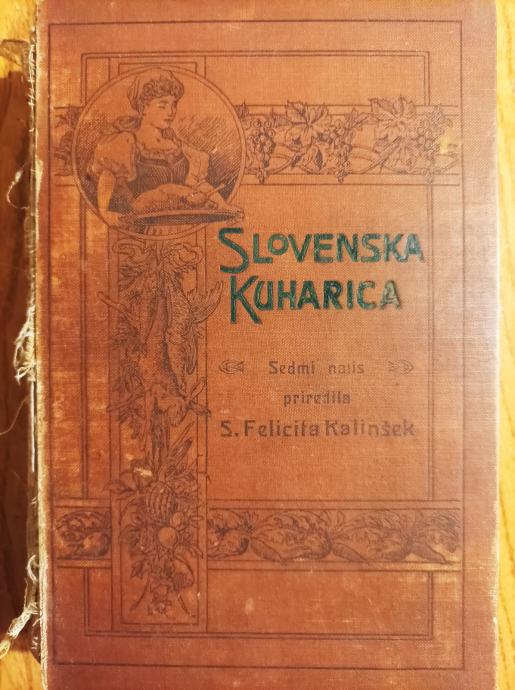 SLOVENSKA
KUHARICA
Sedmi natis
priredila
S. Felicita Kalinšek